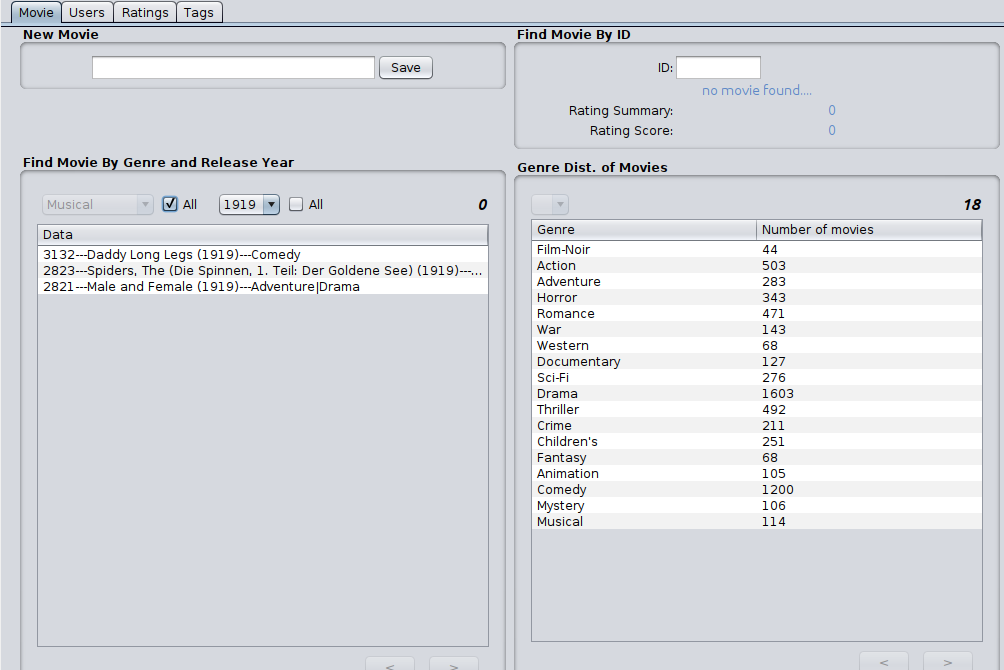 Movie Users Ratings Tags
New Movie
Save
Find Movie By ID
ID:
no movie found....
Rating Summary: 0
Rating Score: 0
Find Movie By Genre and Release Year
Musical All 1919 All 0
Data
3132---Daddy Long Legs (1919)---Comedy
2823---Spiders, The (Die Spinnen, 1. Teil: Der Goldene See) (1919)---...
2821---Male and Female (1919)---Adventure|Drama
< >
Genre Dist. of Movies
18
Genre Number of movies
Film-Noir 44
Action 503
Adventure 283
Horror 343
Romance 471
War 143
Western 68
Documentary 127
Sci-Fi 276
Drama 1603
Thriller 492
Crime 211
Children's 251
Fantasy 68
Animation 105
Comedy 1200
Mystery 106
Musical 114
< >